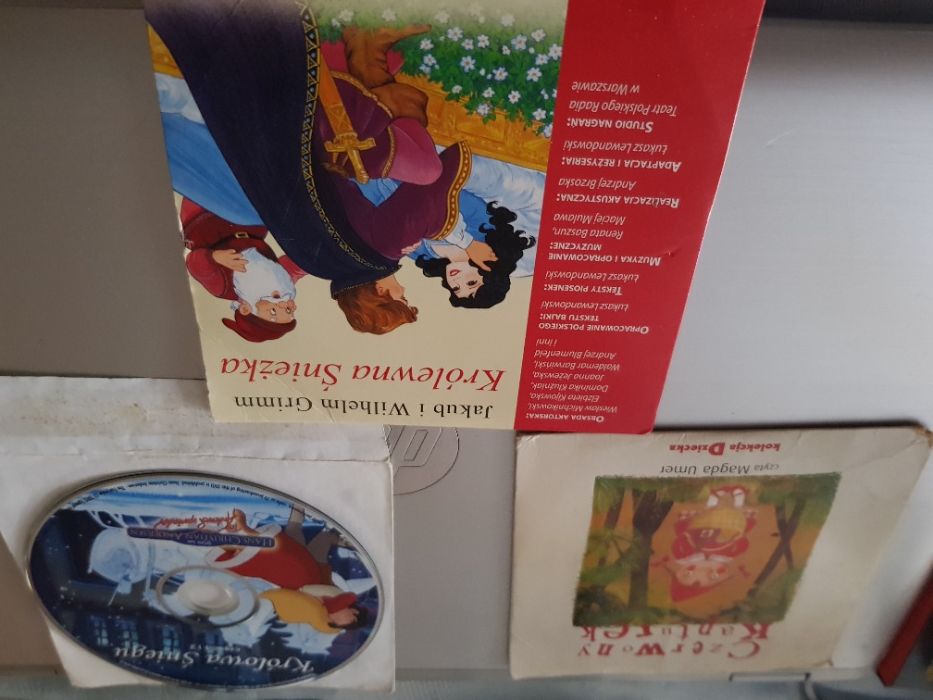 Jakub i Wilhelm Grimm
Królewna Śnieżka
OBSADA AKTORSKA:
Wiesław Michnikowski,
Elżbieta Kijowska,
Dominika Kluźniak,
Joanna Jeżewska,
Waldemar Barwiński,
Andrzej Blumenfeld
i inni
OPRACOWANIE POLSKIEGO
TEKSTU BAJKI:
Łukasz Lewandowski
TEKSTY PIOSENEK:
Łukasz Lewandowski
MUZYKA I OPRACOWANIE
MUZYCZNE:
Renata Baszun,
Maciej Mulawa
REALIZACJA AKUSTYCZNA:
Andrzej Brzoska
ADAPTACJA I REŻYSERIA:
Łukasz Lewandowski
STUDIO NAGRAŃ:
Teatr Polskiego Radia
w Warszawie
Czerwony
Kapturek
czyta Magda Umer
kolekcja Dziecka
Królowa Śniegu
HANS CHRISTIAN ANDERSEN